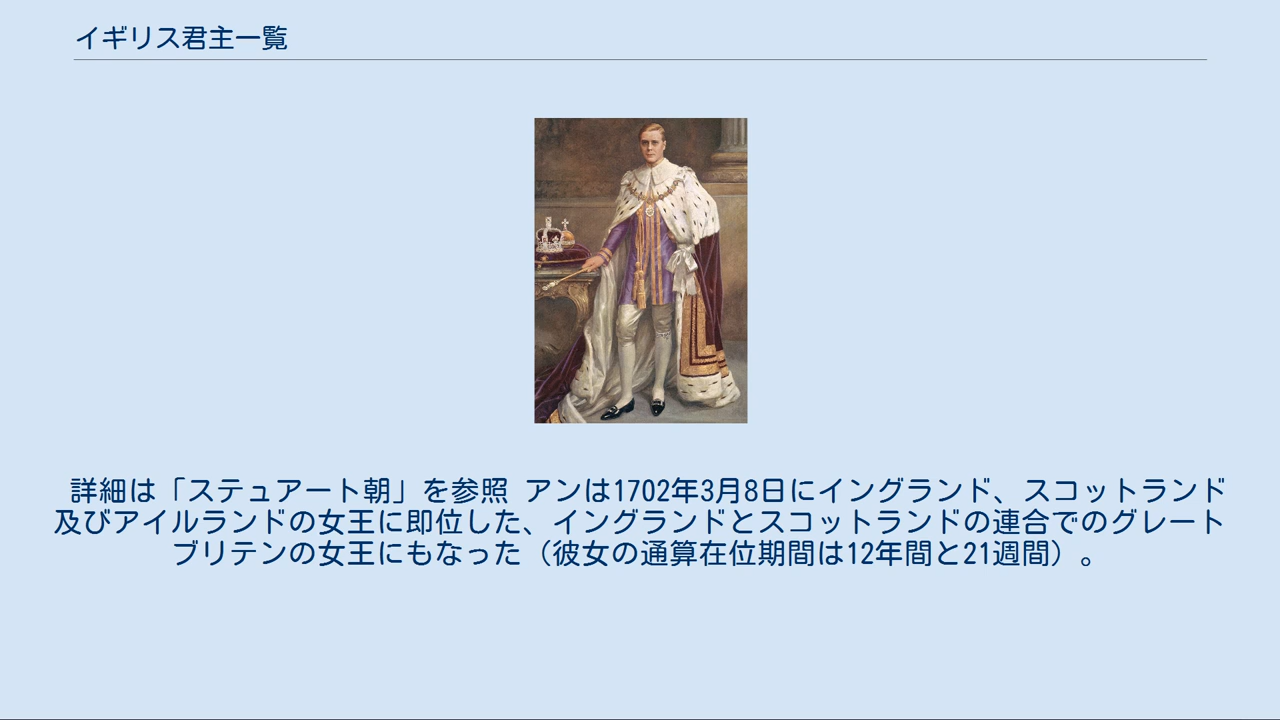 イギリス君主一覧
詳細は「ステュアート朝」を参照 アンは1702年3月8日にイングランド、スコットランド
及びアイルランドの女王に即位した、イングランドとスコットランドの連合でのグレート
ブリテンの女王にもなった（彼女の通算在位期間は12年間と21週間）。